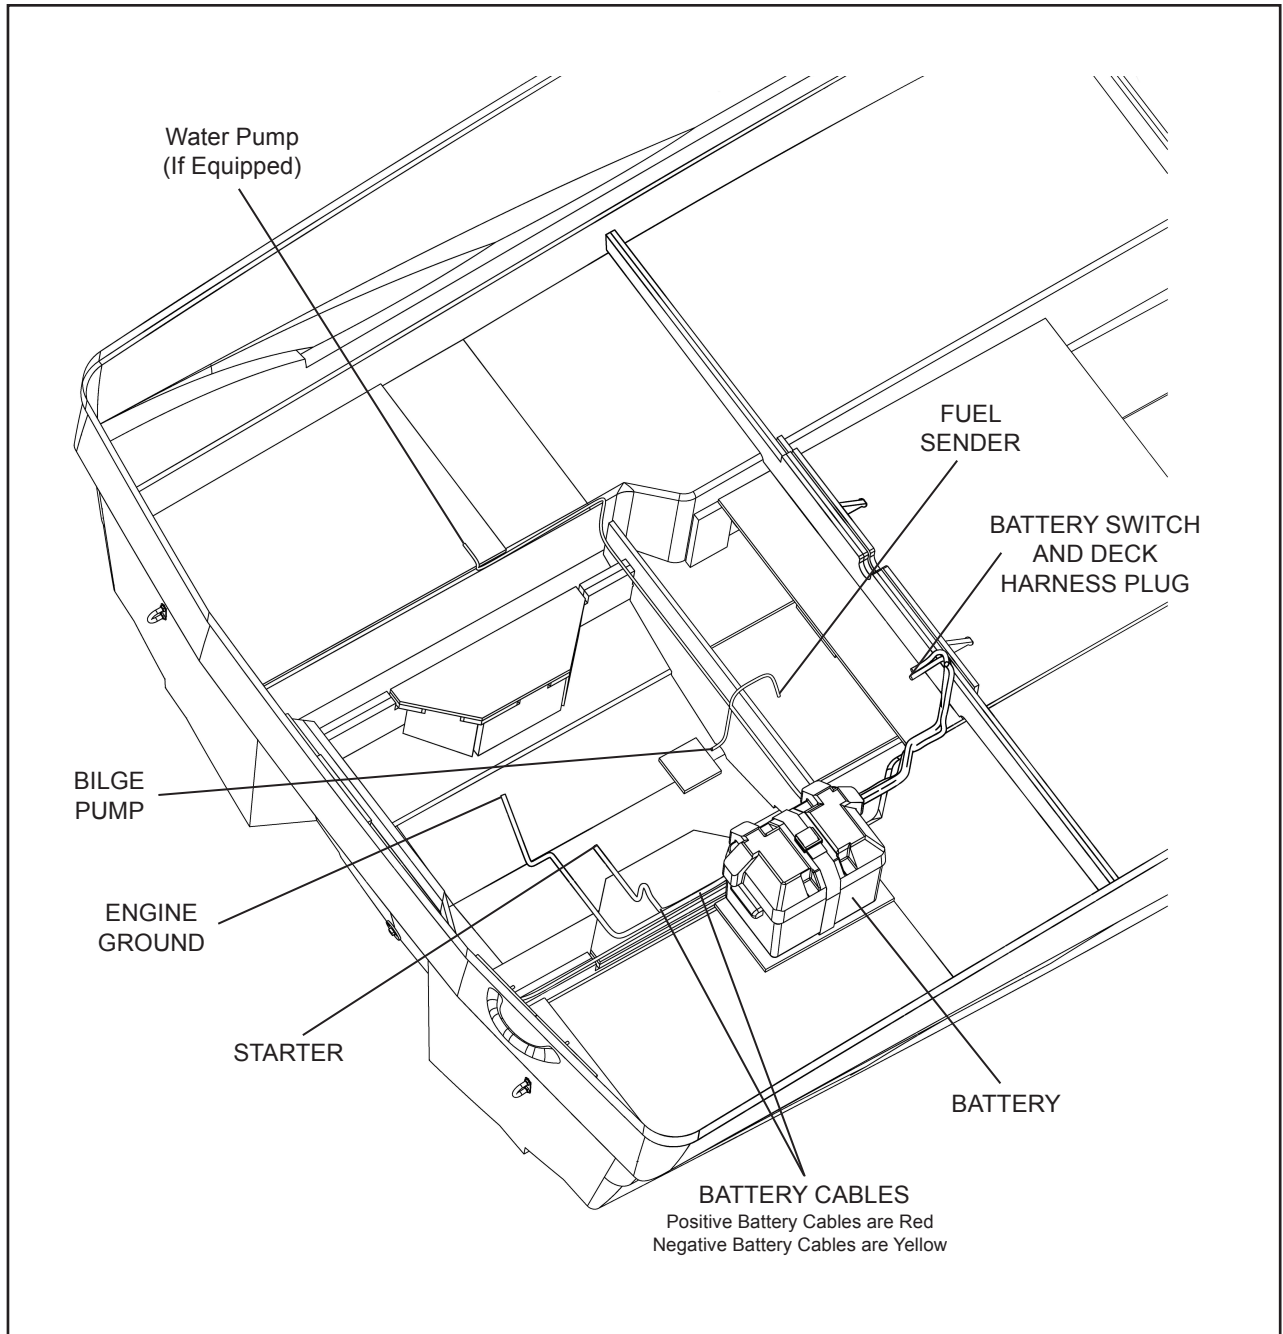 Water Pump
(If Equipped)
FUEL
SENDER
BATTERY SWITCH
AND DECK
HARNESS PLUG
BILGE
PUMP
ENGINE
GROUND
STARTER
BATTERY
BATTERY CABLES
Positive Battery Cables are Red
Negative Battery Cables are Yellow